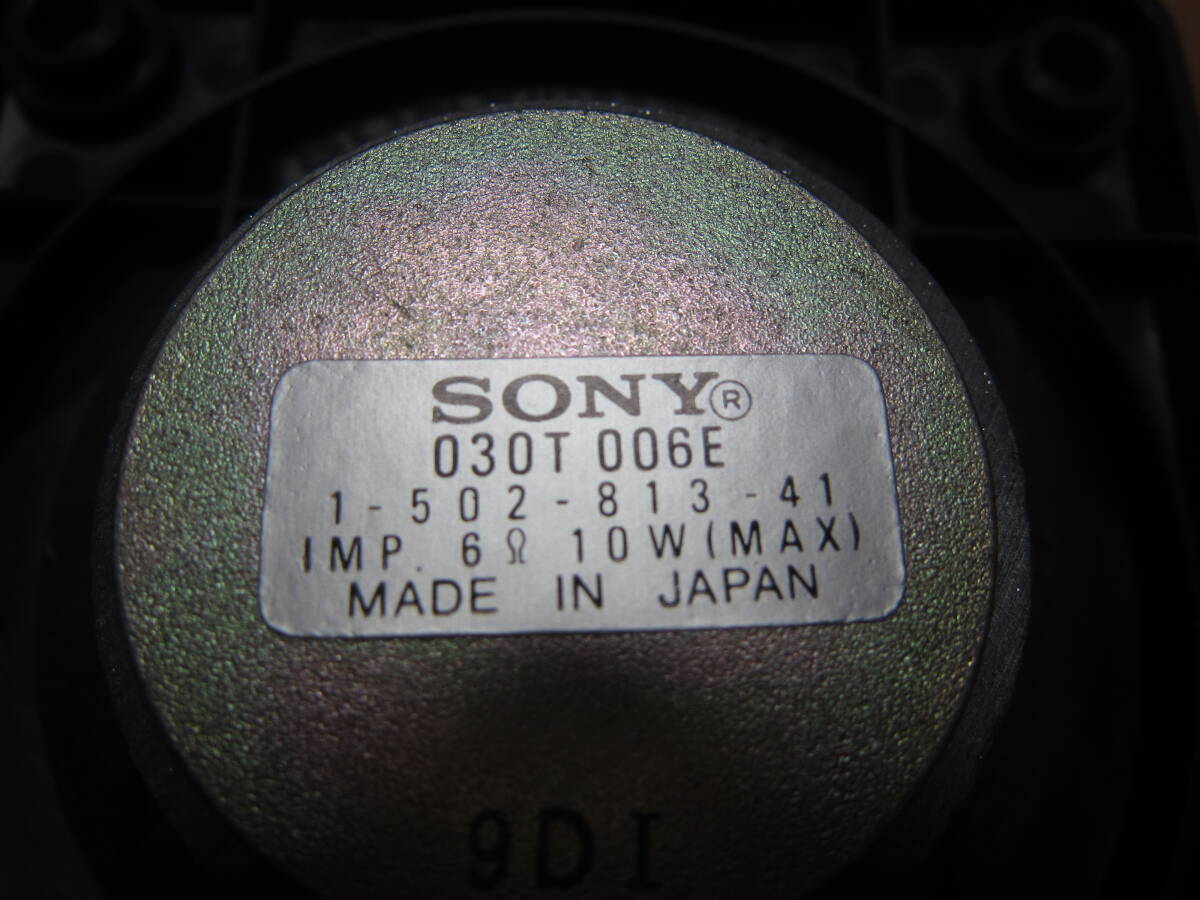 SONY®
030T 006E
1-502-813-41
IMP. 6Ω 10W(MAX)
MADE IN JAPAN
9DI